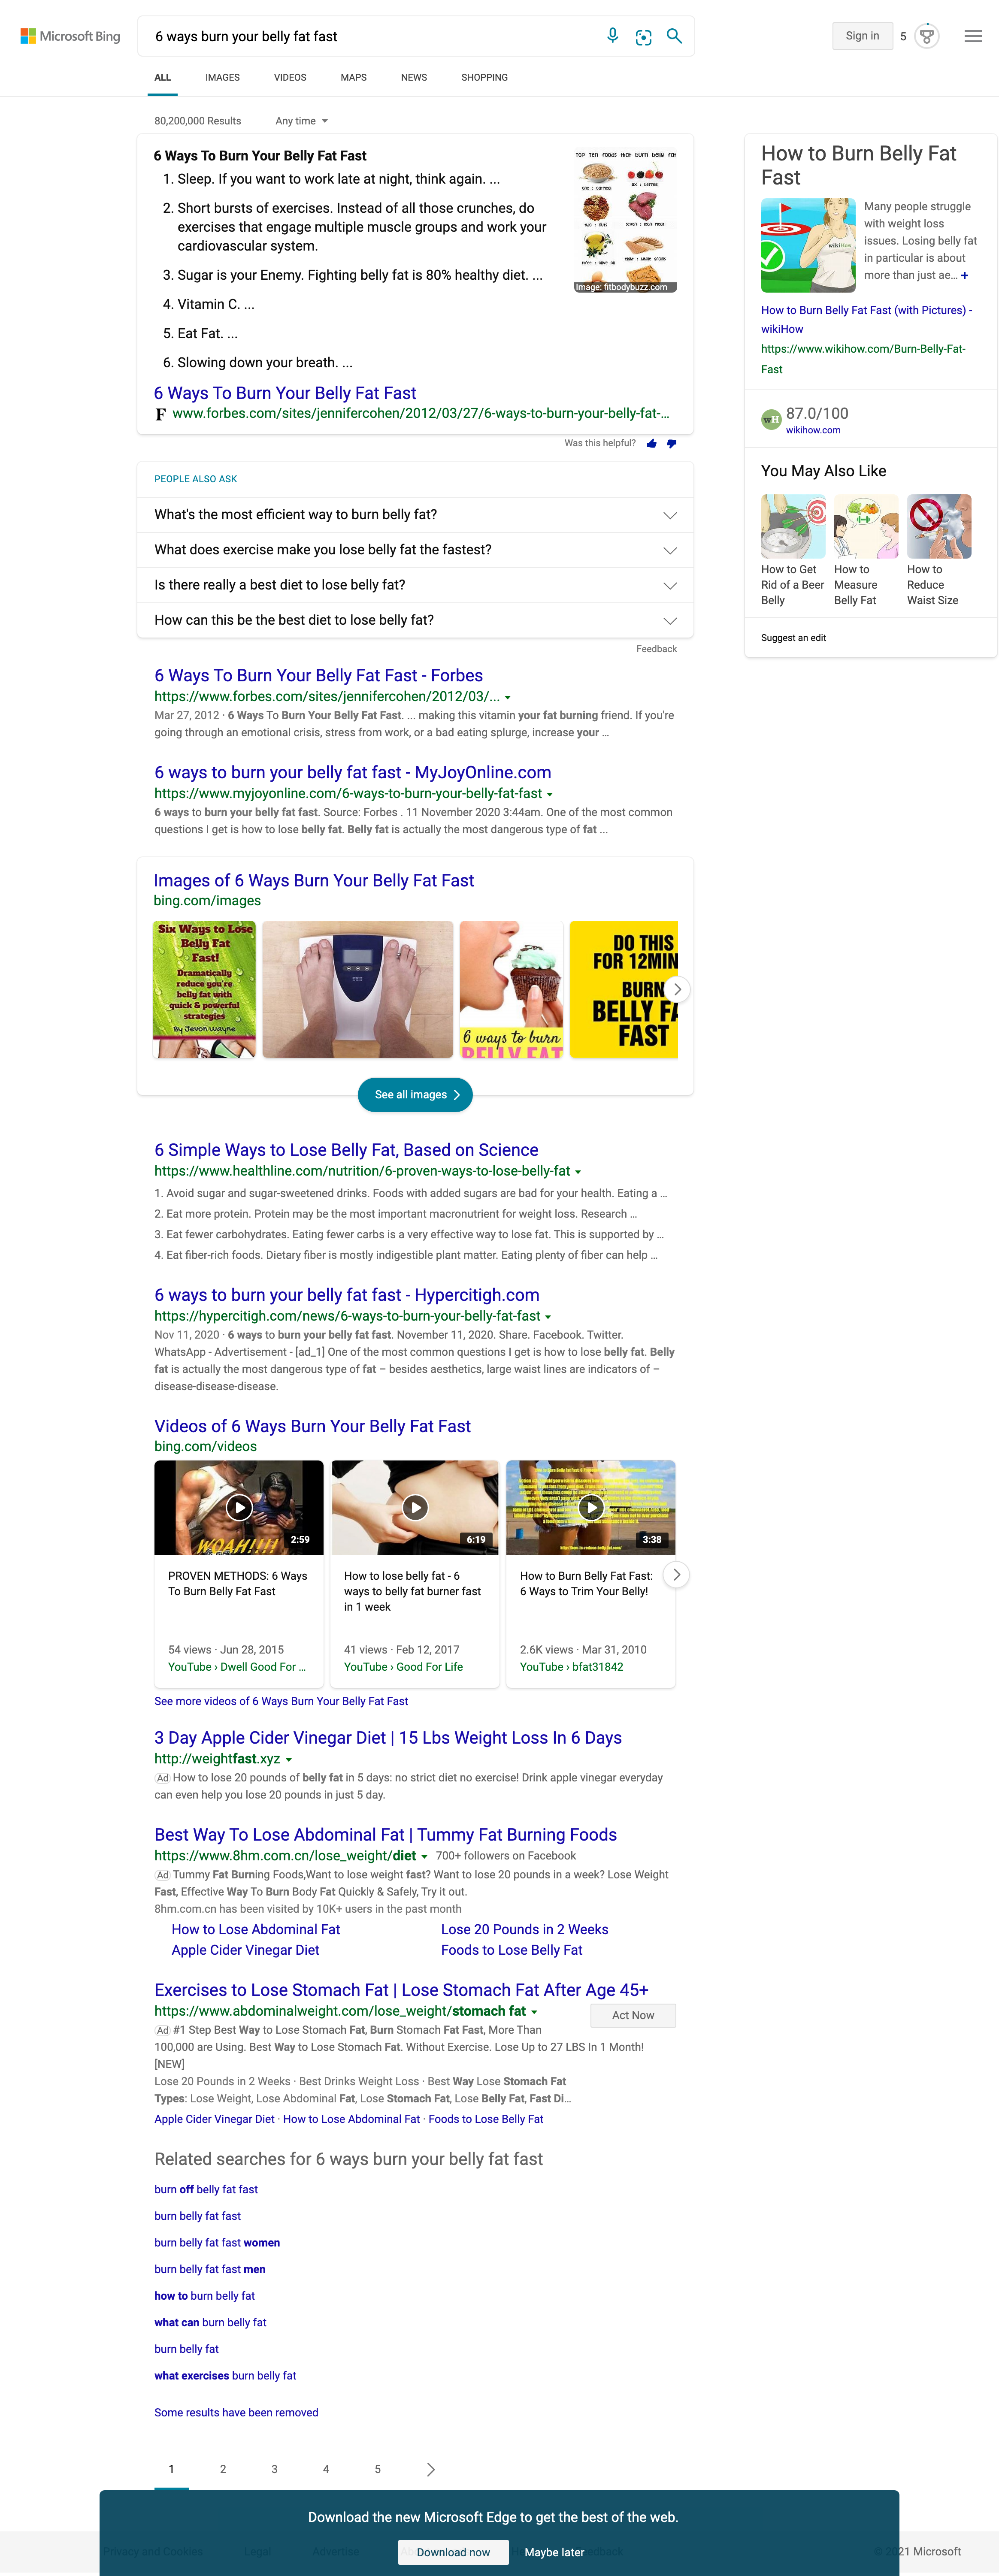 Microsoft Bing
6 ways burn your belly fat fast
Sign in
5
ALL
IMAGES
VIDEOS
MAPS
NEWS
SHOPPING
80,200,000 Results
Any time
6 Ways To Burn Your Belly Fat Fast
1. Sleep. If you want to work late at night, think again. ...
2. Short bursts of exercises. Instead of all those crunches, do
exercises that engage multiple muscle groups and work your
cardiovascular system.
3. Sugar is your Enemy. Fighting belly fat is 80% healthy diet. ...
4. Vitamin C. ...
5. Eat Fat. ...
6. Slowing down your breath. ...
TOP TEN FOODS that burn belly fat
Image: fitbodybuzz.com
6 Ways To Burn Your Belly Fat Fast
F www.forbes.com/sites/jennifercohen/2012/03/27/6-ways-to-burn-your-belly-fat-...
Was this helpful?
PEOPLE ALSO ASK
What's the most efficient way to burn belly fat?
What does exercise make you lose belly fat the fastest?
Is there really a best diet to lose belly fat?
How can this be the best diet to lose belly fat?
Feedback
6 Ways To Burn Your Belly Fat Fast - Forbes
https://www.forbes.com/sites/jennifercohen/2012/03/...
Mar 27, 2012 · 6 Ways To Burn Your Belly Fat Fast. ... making this vitamin your fat burning friend. If you're
going through an emotional crisis, stress from work, or a bad eating splurge, increase your ...
6 ways to burn your belly fat fast - MyJoyOnline.com
https://www.myjoyonline.com/6-ways-to-burn-your-belly-fat-fast
6 ways to burn your belly fat fast. Source: Forbes . 11 November 2020 3:44am. One of the most common
questions I get is how to lose belly fat. Belly fat is actually the most dangerous type of fat ...
Images of 6 Ways Burn Your Belly Fat Fast
bing.com/images
Six Ways to Lose
Belly Fat
Fast!
Dramatically
reduce you're
belly fat with
quick & powerful
strategies
By Jevon Wayne
6 ways to burn
BELLY FAT
DO THIS
FOR 12MIN
BURN
BELLY FA
FAST
See all images
6 Simple Ways to Lose Belly Fat, Based on Science
https://www.healthline.com/nutrition/6-proven-ways-to-lose-belly-fat
1. Avoid sugar and sugar-sweetened drinks. Foods with added sugars are bad for your health. Eating a ...
2. Eat more protein. Protein may be the most important macronutrient for weight loss. Research ...
3. Eat fewer carbohydrates. Eating fewer carbs is a very effective way to lose fat. This is supported by ...
4. Eat fiber-rich foods. Dietary fiber is mostly indigestible plant matter. Eating plenty of fiber can help ...
6 ways to burn your belly fat fast - Hypercitigh.com
https://hypercitigh.com/news/6-ways-to-burn-your-belly-fat-fast
Nov 11, 2020 · 6 ways to burn your belly fat fast. November 11, 2020. Share. Facebook. Twitter.
WhatsApp - Advertisement - [ad_1] One of the most common questions I get is how to lose belly fat. Belly
fat is actually the most dangerous type of fat – besides aesthetics, large waist lines are indicators of –
disease-disease-disease.
Videos of 6 Ways Burn Your Belly Fat Fast
bing.com/videos
WOAH!!!!
2:59
6:19
3:38
PROVEN METHODS: 6 Ways
To Burn Belly Fat Fast
54 views · Jun 28, 2015
YouTube › Dwell Good For ...
How to lose belly fat - 6
ways to belly fat burner fast
in 1 week
41 views · Feb 12, 2017
YouTube › Good For Life
How to Burn Belly Fat Fast:
6 Ways to Trim Your Belly!
2.6K views · Mar 31, 2010
YouTube › bfat31842
See more videos of 6 Ways Burn Your Belly Fat Fast
3 Day Apple Cider Vinegar Diet | 15 Lbs Weight Loss In 6 Days
http://weightfast.xyz
Ad How to lose 20 pounds of belly fat in 5 days: no strict diet no exercise! Drink apple vinegar everyday
can even help you lose 20 pounds in just 5 day.
Best Way To Lose Abdominal Fat | Tummy Fat Burning Foods
https://www.8hm.com.cn/lose_weight/diet 700+ followers on Facebook
Ad Tummy Fat Burning Foods,Want to lose weight fast? Want to lose 20 pounds in a week? Lose Weight
Fast, Effective Way To Burn Body Fat Quickly & Safely, Try it out.
8hm.com.cn has been visited by 10K+ users in the past month
How to Lose Abdominal Fat
Lose 20 Pounds in 2 Weeks
Apple Cider Vinegar Diet
Foods to Lose Belly Fat
Exercises to Lose Stomach Fat | Lose Stomach Fat After Age 45+
https://www.abdominalweight.com/lose_weight/stomach fat
Act Now
Ad #1 Step Best Way to Lose Stomach Fat, Burn Stomach Fat Fast, More Than
100,000 are Using. Best Way to Lose Stomach Fat. Without Exercise. Lose Up to 27 LBS In 1 Month!
[NEW]
Lose 20 Pounds in 2 Weeks · Best Drinks Weight Loss · Best Way Lose Stomach Fat
Types: Lose Weight, Lose Abdominal Fat, Lose Stomach Fat, Lose Belly Fat, Fast Di...
Apple Cider Vinegar Diet · How to Lose Abdominal Fat · Foods to Lose Belly Fat
Related searches for 6 ways burn your belly fat fast
burn off belly fat fast
burn belly fat fast
burn belly fat fast women
burn belly fat fast men
how to burn belly fat
what can burn belly fat
burn belly fat
what exercises burn belly fat
Some results have been removed
1
2
3
4
5
How to Burn Belly Fat
Fast
wikiHow
Many people struggle
with weight loss
issues. Losing belly fat
in particular is about
more than just ae... +
How to Burn Belly Fat Fast (with Pictures) -
wikiHow
https://www.wikihow.com/Burn-Belly-Fat-
Fast
wH
87.0/100
wikihow.com
You May Also Like
How to Get
Rid of a Beer
Belly
How to
Measure
Belly Fat
How to
Reduce
Waist Size
Suggest an edit
Download the new Microsoft Edge to get the best of the web.
Download now
Maybe later
Privacy and Cookies
Legal
Advertise
21 Microsoft